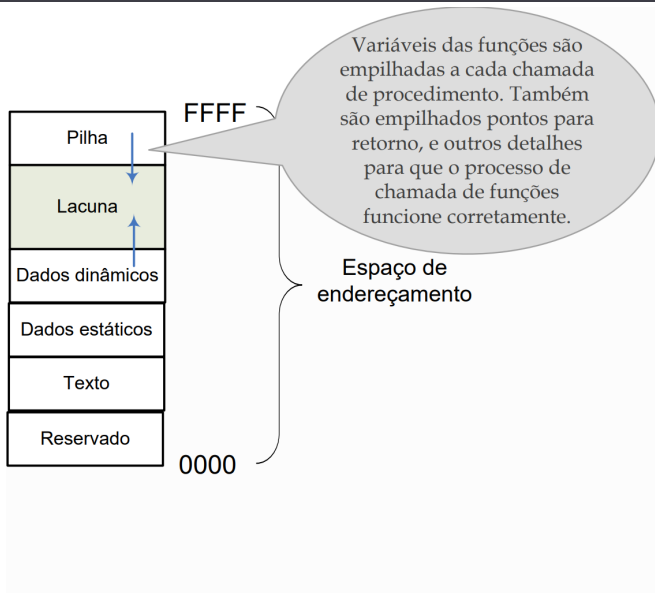 Variáveis das funções são
empilhadas a cada chamada
de procedimento. Também
são empilhados pontos para
retorno, e outros detalhes
para que o processo de
chamada de funções
funcione corretamente.
FFFF
Pilha
Lacuna
Dados dinâmicos
Dados estáticos
Texto
Reservado
0000
Espaço de
endereçamento